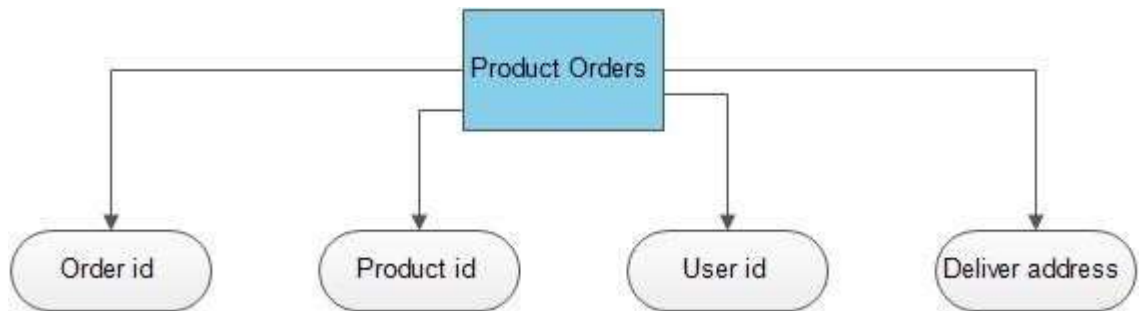 Product Orders
Order id
Product id
User id
Deliver address